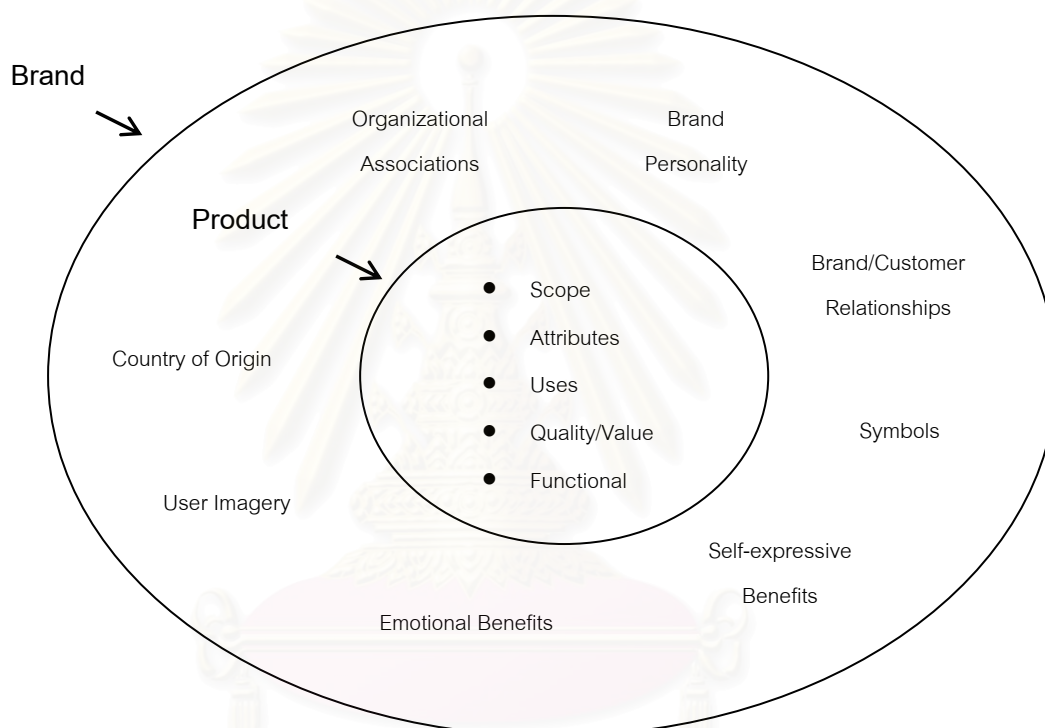 Brand
Organizational
Associations
Brand
Personality
Product
Brand/Customer
Relationships
• Scope
• Attributes
• Uses
• Quality/Value
• Functional
Country of Origin
Symbols
User Imagery
Self-expressive
Benefits
Emotional Benefits